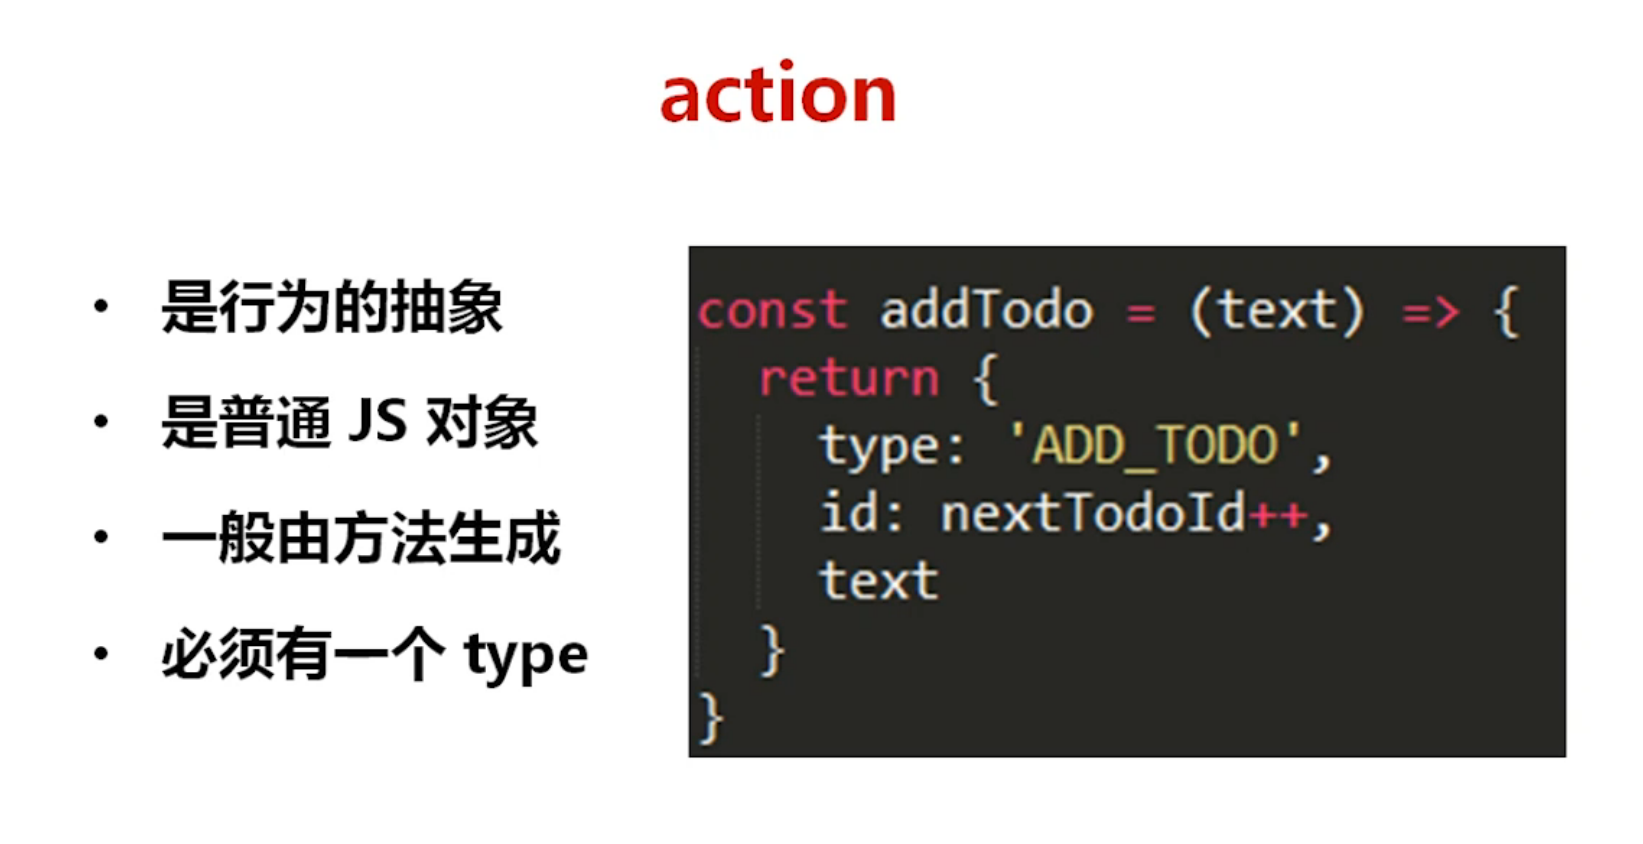 action
• 是行为的抽象
• 是普通 JS 对象
• 一般由方法生成
• 必须有一个 type
const addTodo = (text) => {
  return {
    type: 'ADD_TODO',
    id: nextTodoId++,
    text
  }
}